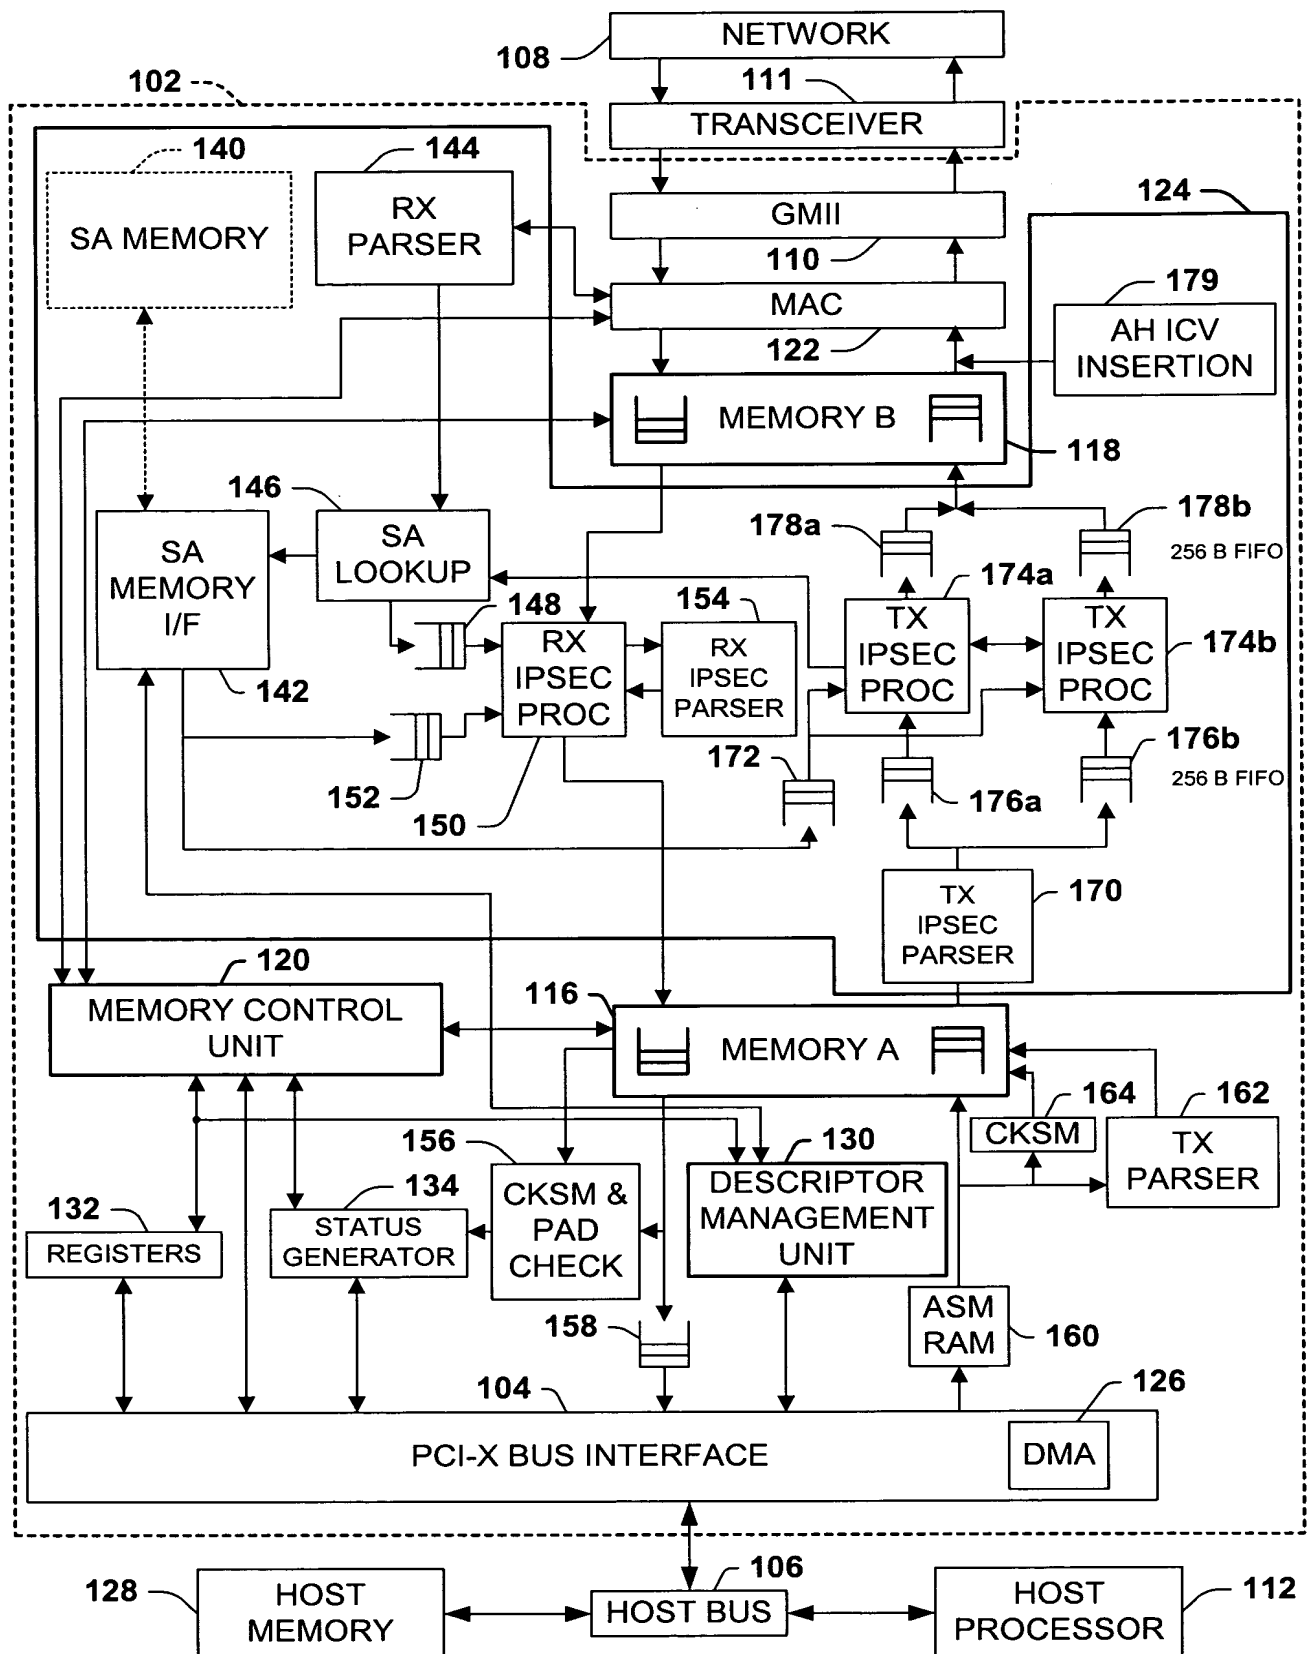 NETWORK
108
111
102
TRANSCEIVER
140
144
SA MEMORY
RX
PARSER
GMII
110
124
MAC
122
179
AH ICV
INSERTION
MEMORY B
118
146
SA
LOOKUP
SA
MEMORY
I/F
142
148
154
178a
178b
256 B FIFO
174a
TX
IPSEC
PROC
TX
IPSEC
PROC
174b
RX
IPSEC
PROC
RX
IPSEC
PARSER
152
150
172
176a
176b
256 B FIFO
TX
IPSEC
PARSER
170
120
MEMORY CONTROL
UNIT
116
MEMORY A
164
CKSM
162
TX
PARSER
156
CKSM &
PAD
CHECK
130
DESCRIPTOR
MANAGEMENT
UNIT
132
REGISTERS
134
STATUS
GENERATOR
158
ASM
RAM
160
104
PCI-X BUS INTERFACE
126
DMA
106
HOST BUS
128
HOST
MEMORY
HOST
PROCESSOR
112